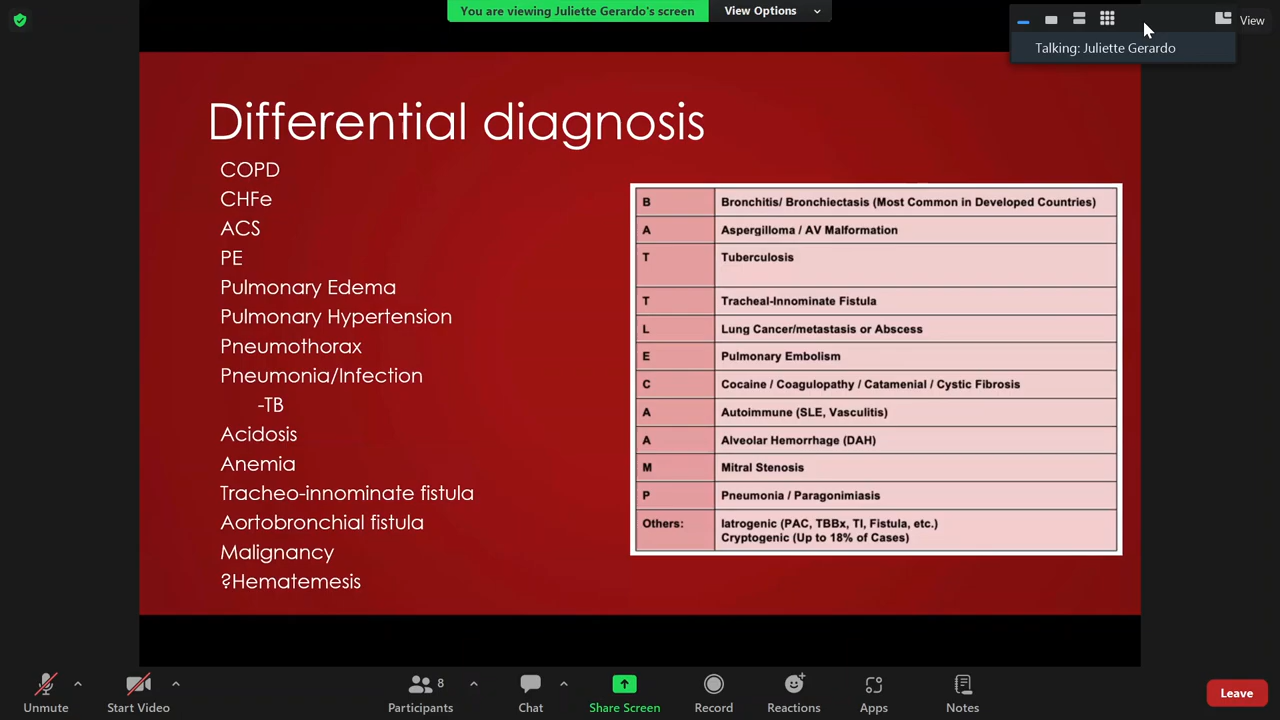 You are viewing Juliette Gerardo's screen
View Options
View
Talking: Juliette Gerardo
Differential diagnosis
COPD
CHFe
ACS
PE
Pulmonary Edema
Pulmonary Hypertension
Pneumothorax
Pneumonia/Infection
-TB
Acidosis
Anemia
Tracheo-innominate fistula
Aortobronchial fistula
Malignancy
?Hematemesis
B Bronchitis/ Bronchiectasis (Most Common in Developed Countries)
A Aspergilloma / AV Malformation
T Tuberculosis
T Tracheal-Innominate Fistula
L Lung Cancer/metastasis or Abscess
E Pulmonary Embolism
C Cocaine / Coagulopathy / Catamenial / Cystic Fibrosis
A Autoimmune (SLE, Vasculitis)
A Alveolar Hemorrhage (DAH)
M Mitral Stenosis
P Pneumonia / Paragonimiasis
Others: Iatrogenic (PAC, TBBx, TI, Fistula, etc.)
Cryptogenic (Up to 18% of Cases)
Unmute
Start Video
8
Participants
Chat
Share Screen
Record
Reactions
Apps
Notes
Leave